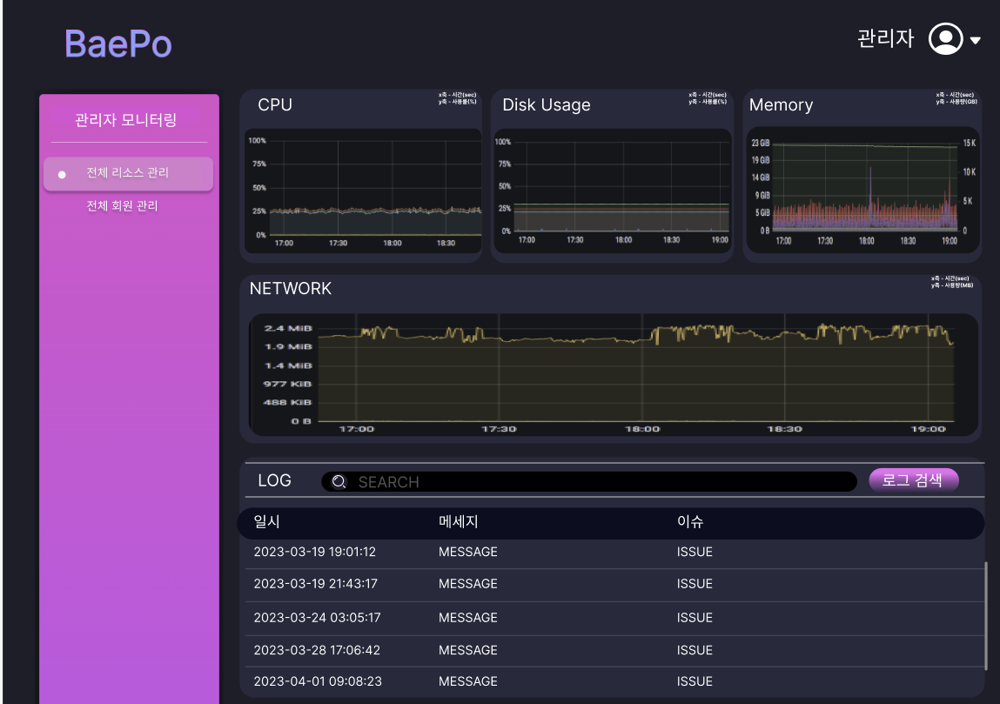 BaePo
관리자
관리자 모니터링
전체 리소스 관리
전체 회원 관리
CPU
x축 - 시간(sec)
y축 - 사용률(%)
100%
75%
50%
25%
0%
17:00 17:30 18:00 18:30
Disk Usage
x축 - 시간(sec)
y축 - 사용률(%)
100%
75%
50%
25%
0%
17:00 17:30 18:00 18:30 19:00
Memory
x축 - 시간(sec)
y축 - 사용량(GB)
23 GiB 15 K
19 GiB
14 GiB 10 K
9 GiB 5 K
5 GiB
0 B 0
17:00 17:30 18:00 18:30 19:00
NETWORK
x축 - 시간(sec)
y축 - 사용량(MB)
2.4 MiB
1.9 MiB
1.4 MiB
977 KiB
488 KiB
0 B
17:00 17:30 18:00 18:30 19:00
LOG SEARCH 로그 검색
일시 메세지 이슈
2023-03-19 19:01:12 MESSAGE ISSUE
2023-03-19 21:43:17 MESSAGE ISSUE
2023-03-24 03:05:17 MESSAGE ISSUE
2023-03-28 17:06:42 MESSAGE ISSUE
2023-04-01 09:08:23 MESSAGE ISSUE